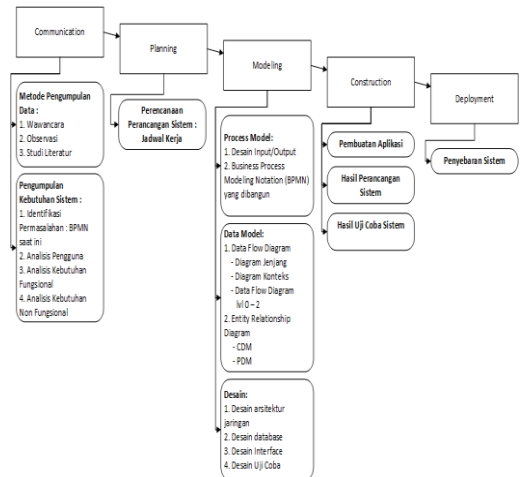 Communication
Metode Pengumpulan
Data :
1. Wawancara
2. Observasi
3. Studi Literatur
Pengumpulan
Kebutuhan Sistem :
1. Identifikasi
Permasalahan : BPMN
saat ini
2. Analisis Pengguna
3. Analisis Kebutuhan
Fungsional
4. Analisis Kebutuhan
Non Fungsional
Planning
Perencanaan
Perancangan Sistem :
Jadwal Kerja
Modeling
Process Model:
1. Desain Input/Output
2. Business Process
Modeling Notation (BPMN)
yang dibangun
Data Model:
1. Data Flow Diagram
- Diagram Jenjang
- Diagram Konteks
- Data Flow Diagram
lvl 0 – 2
2. Entity Relationship
Diagram
- CDM
- PDM
Desain:
1. Desain arsitektur
jaringan
2. Desain database
3. Desain Interface
4. Desain Uji Coba
Construction
Pembuatan Aplikasi
Hasil Perancangan
Sistem
Hasil Uji Coba Sistem
Deployment
Penyebaran Sistem